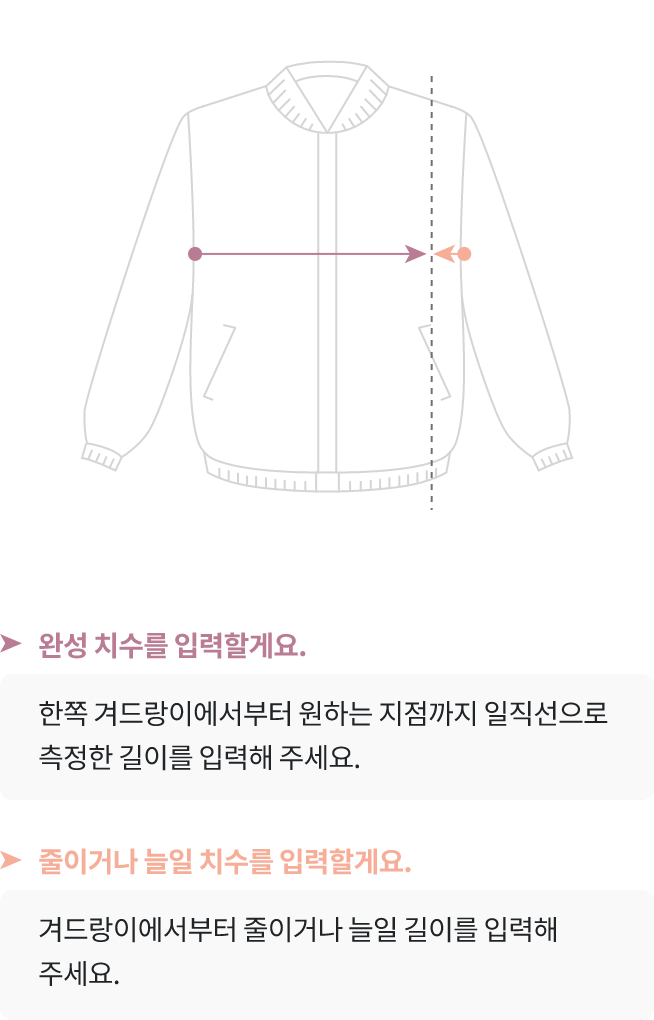 완성 치수를 입력할게요.
한쪽 겨드랑이에서부터 원하는 지점까지 일직선으로
측정한 길이를 입력해 주세요.
줄이거나 늘일 치수를 입력할게요.
겨드랑이에서부터 줄이거나 늘일 길이를 입력해
주세요.